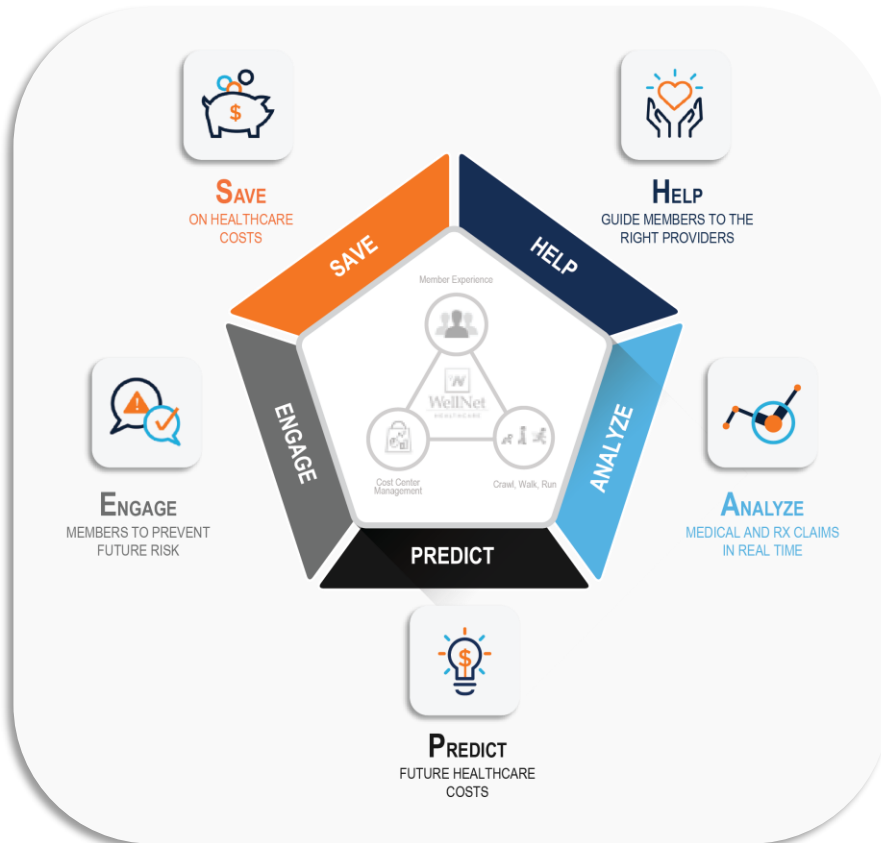 SAVE
ON HEALTHCARE
COSTS
HELP
GUIDE MEMBERS TO THE
RIGHT PROVIDERS
SAVE
HELP
Member Experience
ENGAGE
W
WellNet
HEALTHCARE
ANALYZE
Cost Center
Management
Crawl, Walk, Run
ENGAGE
MEMBERS TO PREVENT
FUTURE RISK
ANALYZE
MEDICAL AND RX CLAIMS
IN REAL TIME
PREDICT
PREDICT
FUTURE HEALTHCARE
COSTS